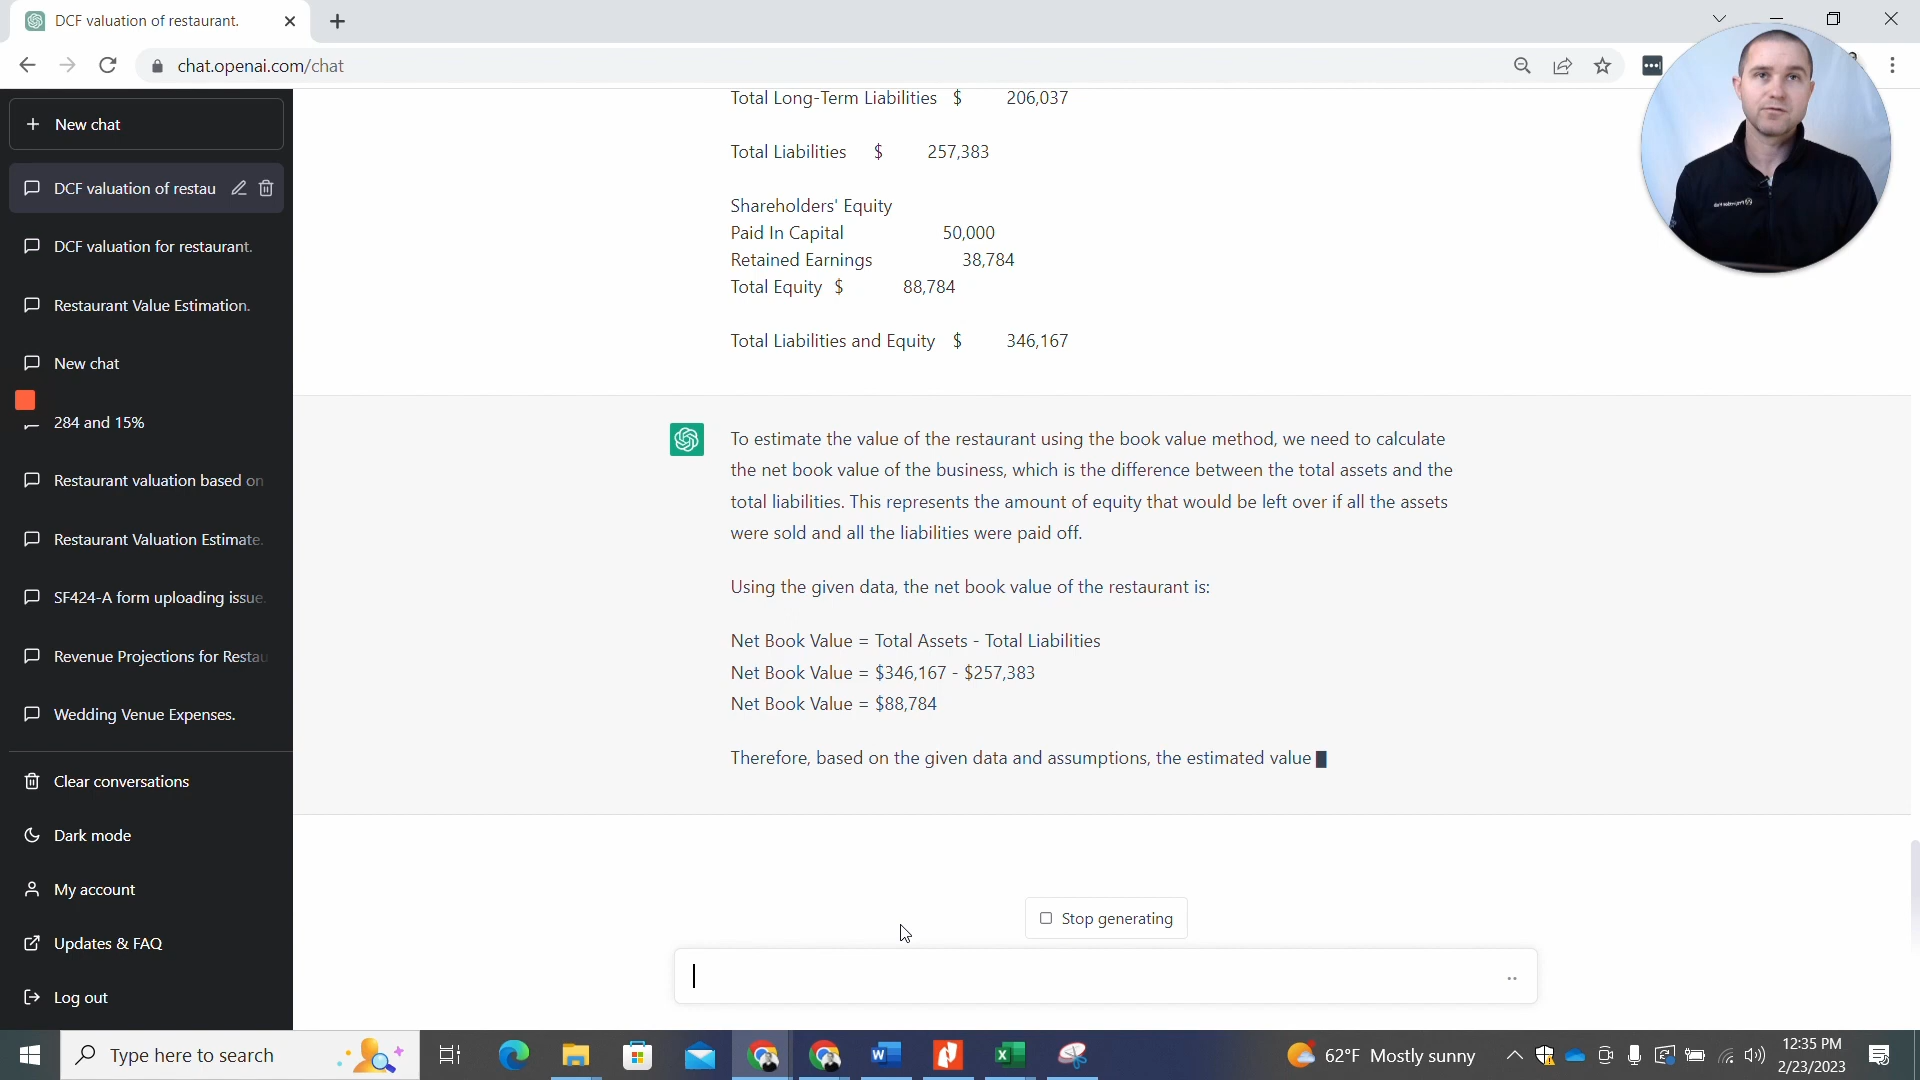 DCF valuation of restaurant.
chat.openai.com/chat
New chat
DCF valuation of restau
DCF valuation for restaurant.
Restaurant Value Estimation.
New chat
284 and 15%
Restaurant valuation based on
Restaurant Valuation Estimate.
SF424-A form uploading issue.
Revenue Projections for Restau
Wedding Venue Expenses.
Clear conversations
Dark mode
My account
Updates & FAQ
Log out
Total Long-Term Liabilities $ 206,037
Total Liabilities $ 257,383
Shareholders' Equity
Paid In Capital 50,000
Retained Earnings 38,784
Total Equity $ 88,784
Total Liabilities and Equity $ 346,167
To estimate the value of the restaurant using the book value method, we need to calculate
the net book value of the business, which is the difference between the total assets and the
total liabilities. This represents the amount of equity that would be left over if all the assets
were sold and all the liabilities were paid off.
Using the given data, the net book value of the restaurant is:
Net Book Value = Total Assets - Total Liabilities
Net Book Value = $346,167 - $257,383
Net Book Value = $88,784
Therefore, based on the given data and assumptions, the estimated value
Stop generating
Type here to search
62°F Mostly sunny
12:35 PM
2/23/2023